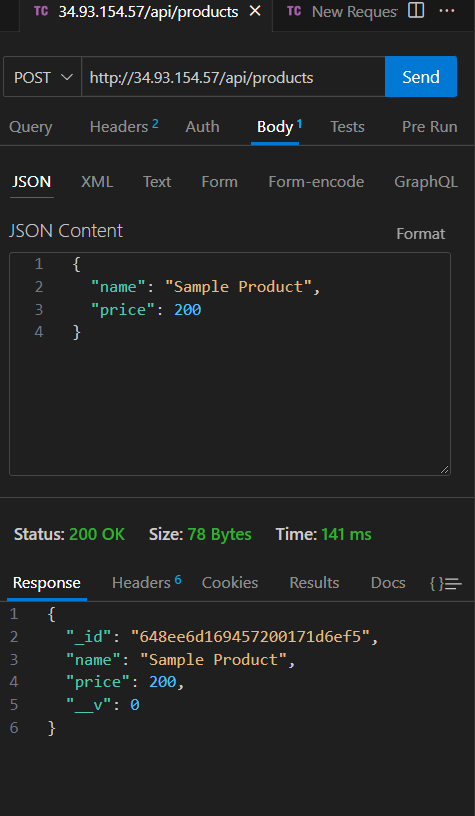 TC 34.93.154.57/api/products × TC New Reques ···
POST http://34.93.154.57/api/products Send
Query Headers 2 Auth Body 1 Tests Pre Run
JSON XML Text Form Form-encode GraphQL
JSON Content Format
1 {
2 "name": "Sample Product",
3 "price": 200
4 }
Status: 200 OK Size: 78 Bytes Time: 141 ms
Response Headers 6 Cookies Results Docs {}
1 {
2 "_id": "648ee6d169457200171d6ef5",
3 "name": "Sample Product",
4 "price": 200,
5 "__v": 0
6 }